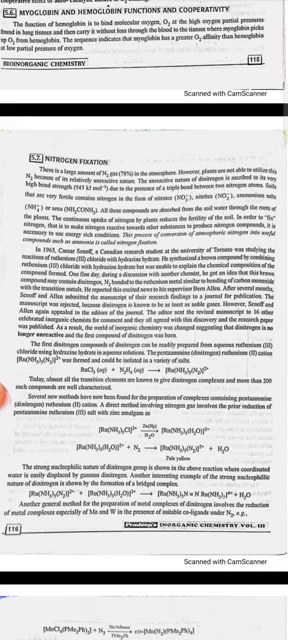 5.6. MYOGLOBIN AND HEMOGLOBIN FUNCTIONS AND COOPERATIVITY
The function of hemoglobin is to bind molecular oxygen, O₂ at the high oxygen partial pressures
found in lung tissues and then carry it without loss through the blood to the tissues where myoglobin picks
up O₂ from hemoglobin. The sequence indicates that myoglobin has a greater O₂ affinity than hemoglobin
at low partial pressure of oxygen.
BIOINORGANIC CHEMISTRY
115
Scanned with CamScanner
5.7. NITROGEN FIXATION
There is a large amount of N₂ gas (78%) in the atmosphere. However, plants are not able to utilize this
N₂ because of its relatively unreactive nature. The unreactive nature of dinitrogen is ascribed to its very
high bond strength (945 kJ mol⁻¹) due to the presence of a triple bond between two nitrogen atoms. Soils
that are very fertile contains nitrogen in the form of nitrates (NO₃⁻), nitrites (NO₂⁻), ammonium salts
(NH₄⁺) or urea (NH₂CONH₂). All these compounds are absorbed from the soil water through the roots of
the plants. The continuous uptake of nitrogen by plants reduces the fertility of the soil. In order to "fix"
nitrogen, that is to make nitrogen reactive towards other substances to produce nitrogen compounds, it is
necessary to use energy rich conditions. This process of conversion of atmospheric nitrogen into useful
compounds such as ammonia is called nitrogen fixation.
In 1965, Caesar Senoff, a Canadian research student at the university of Toronto was studying the
reactions of ruthenium (III) chloride with hydrazine hydrate. He synthesized a brown compound by combining
ruthenium (III) chloride with hydrazine hydrate but was unable to explain the chemical composition of the
compound formed. One fine day, during a discussion with another chemist, he got an idea that this brown
compound may contain dinitrogen, N₂ bonded to the ruthenium metal similar to bonding of carbon monoxide
with the transition metals. He reported this excited news to his supervisor Bern Allen. After several months,
Senoff and Allen submitted the manuscript of their research findings to a journal for publication. The
manuscript was rejected, because dinitrogen is known to be as inert as noble gases. However, Senoff and
Allen again appealed to the editors of the journal. The editor sent the revised manuscript to 16 other
celebrated inorganic chemists for comment and they all agreed with this discovery and the research paper
was published. As a result, the world of inorganic chemistry was changed suggesting that dinitrogen is no
longer unreactive and the first compound of dinitrogen was born.
The first dinitrogen compounds of dinitrogen can be readily prepared from aqueous ruthenium (III)
chloride using hydrazine hydrate in aqueous solutions. The pentaammine (dinitrogen) ruthenium (II) cation
[Ru(NH₃)₅(N₂)]²⁺ was formed and could be isolated in a variety of salts.
RuCl₃ (aq) + N₂H₄ (aq) ⟶ [Ru(NH₃)₅(N₂)]²⁺
Today, almost all the transition elements are known to give dinitrogen complexes and more than 200
such compounds are well characterized.
Several new methods have now been found for the preparation of complexes containing pentaammine
(dinitrogen) ruthenium (II) cation. A direct method involving nitrogen gas involves the prior reduction of
pentaammine ruthenium (III) salt with zinc amalgam as
[Ru(NH₃)₅Cl]²⁺ Zn(Hg) H₂O [Ru(NH₃)₅(H₂O)]²⁺
[Ru(NH₃)₅(H₂O)]²⁺ + N₂ ⟶ [Ru(NH₃)₅(N₂)]²⁺ + H₂O
Pale yellow
The strong nucleophilic nature of dinitrogen group is shown in the above reaction where coordinated
water is easily displaced by gaseous dinitrogen. Another interesting example of the strong nucleophilic
nature of dinitrogen is shown by the formation of a bridged complex.
[Ru(NH₃)₅(N₂)]²⁺ + [Ru(NH₃)₅(H₂O)]²⁺ ⟶ [Ru(NH₃)₅N ≡ N Ru(NH₃)₅]⁴⁺ + H₂O
Another general method for the preparation of metal complexes of dinitrogen involves the reduction
of metal complexes especially of Mo and W in the presence of suitable co-ligands under N₂, e.g.,
116
Pradeep's INORGANIC CHEMISTRY VOL. III
Scanned with CamScanner
[MoCl₄(PMe₂Ph)₂] + N₂ PMe₂Ph cis-[Mo(N₂)₂(PMe₂Ph)₄]